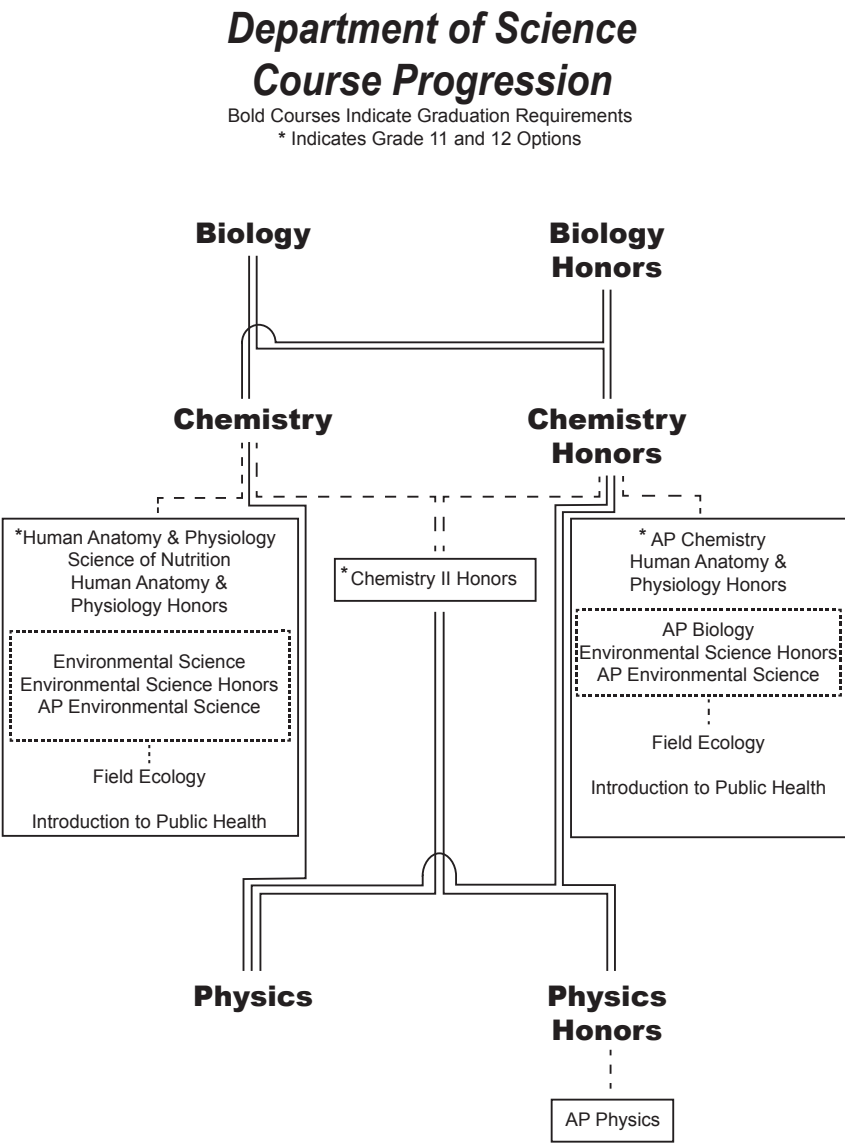 Department of Science
Course Progression
Bold Courses Indicate Graduation Requirements
* Indicates Grade 11 and 12 Options
Biology
Biology
Honors
Chemistry
Chemistry
Honors
*Human Anatomy & Physiology
Science of Nutrition
Human Anatomy &
Physiology Honors
Environmental Science
Environmental Science Honors
AP Environmental Science
Field Ecology
Introduction to Public Health
*Chemistry II Honors
* AP Chemistry
Human Anatomy &
Physiology Honors
AP Biology
Environmental Science Honors
AP Environmental Science
Field Ecology
Introduction to Public Health
Physics
Physics
Honors
AP Physics